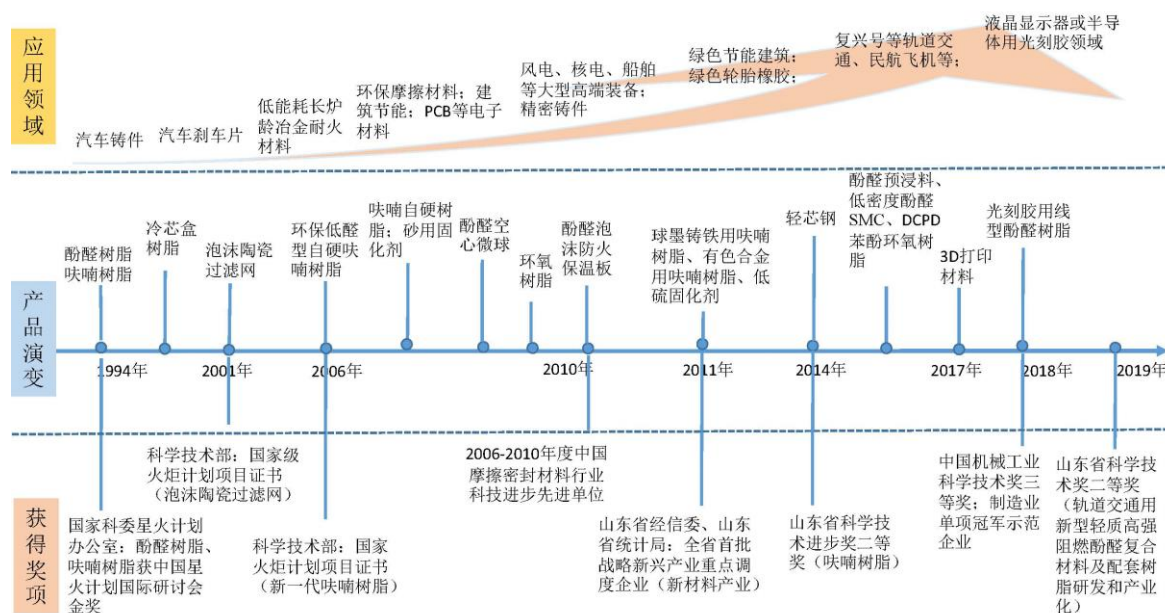 应用领域
汽车铸件
汽车刹车片
低能耗长炉
龄冶金耐火
材料
环保摩擦材料；建
筑节能；PCB等电子
材料
风电、核电、船舶
等大型高端装备；
精密铸件
绿色节能建筑；
绿色轮胎橡胶；
复兴号等轨道交
通、民航飞机等；
液晶显示器或半导
体用光刻胶领域
产品演变
酚醛树脂
呋喃树脂
冷芯盒
树脂
泡沫陶瓷
过滤网
环保低醛
型自硬呋
喃树脂
呋喃自硬树
脂；砂用固
化剂
酚醛空
心微球
环氧
树脂
酚醛泡
沫防火
保温板
球墨铸铁用呋喃
树脂、有色合金
用呋喃树脂、低
硫固化剂
轻芯钢
酚醛预浸料、
低密度酚醛
SMC、DCPD
苯酚环氧树
脂
3D打印
材料
光刻胶用线
型酚醛树脂
1994年
2001年
2006年
2010年
2011年
2014年
2017年
2018年
2019年
获得奖项
国家科委星火计划
办公室：酚醛树脂、
呋喃树脂获中国星
火计划国际研讨会
金奖
科学技术部：国家级
火炬计划项目证书
（泡沫陶瓷过滤网）
科学技术部：国家
火炬计划项目证书
（新一代呋喃树脂）
2006-2010年度中国
摩擦密封材料行业
科技进步先进单位
山东省经信委、山东
省统计局：全省首批
战略新兴产业重点调
度企业（新材料产业）
山东省科学技
术进步奖二等
奖（呋喃树脂）
中国机械工业
科学技术奖三
等奖；制造业
单项冠军示范
企业
山东省科学技
术奖二等奖
（轨道交通用
新型轻质高强
阻燃酚醛复合
材料及配套树
脂研发和产业
化）